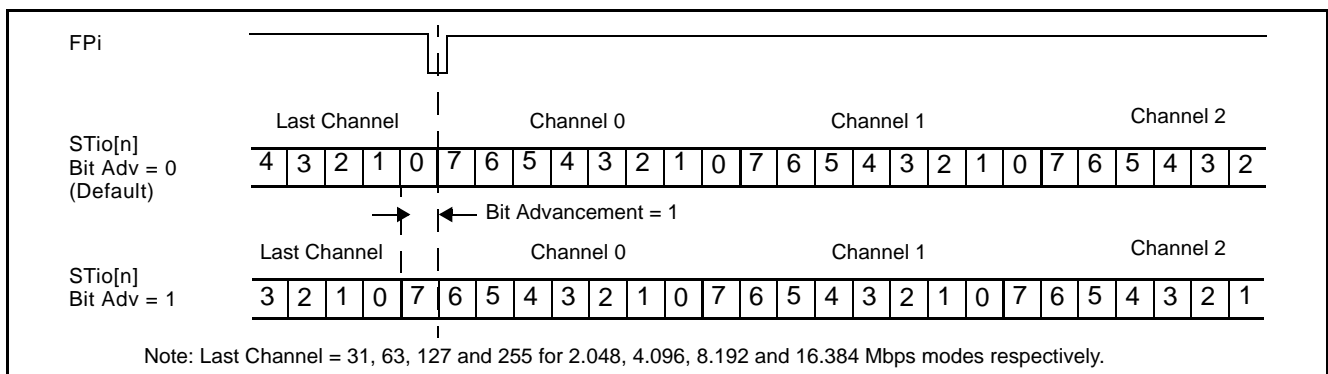 FPi
Last Channel Channel 0 Channel 1 Channel 2
STio[n]
Bit Adv = 0
(Default)
4 3 2 1 0 7 6 5 4 3 2 1 0 7 6 5 4 3 2 1 0 7 6 5 4 3 2
Bit Advancement = 1
Last Channel Channel 0 Channel 1 Channel 2
STio[n]
Bit Adv = 1
3 2 1 0 7 6 5 4 3 2 1 0 7 6 5 4 3 2 1 0 7 6 5 4 3 2 1
Note: Last Channel = 31, 63, 127 and 255 for 2.048, 4.096, 8.192 and 16.384 Mbps modes respectively.